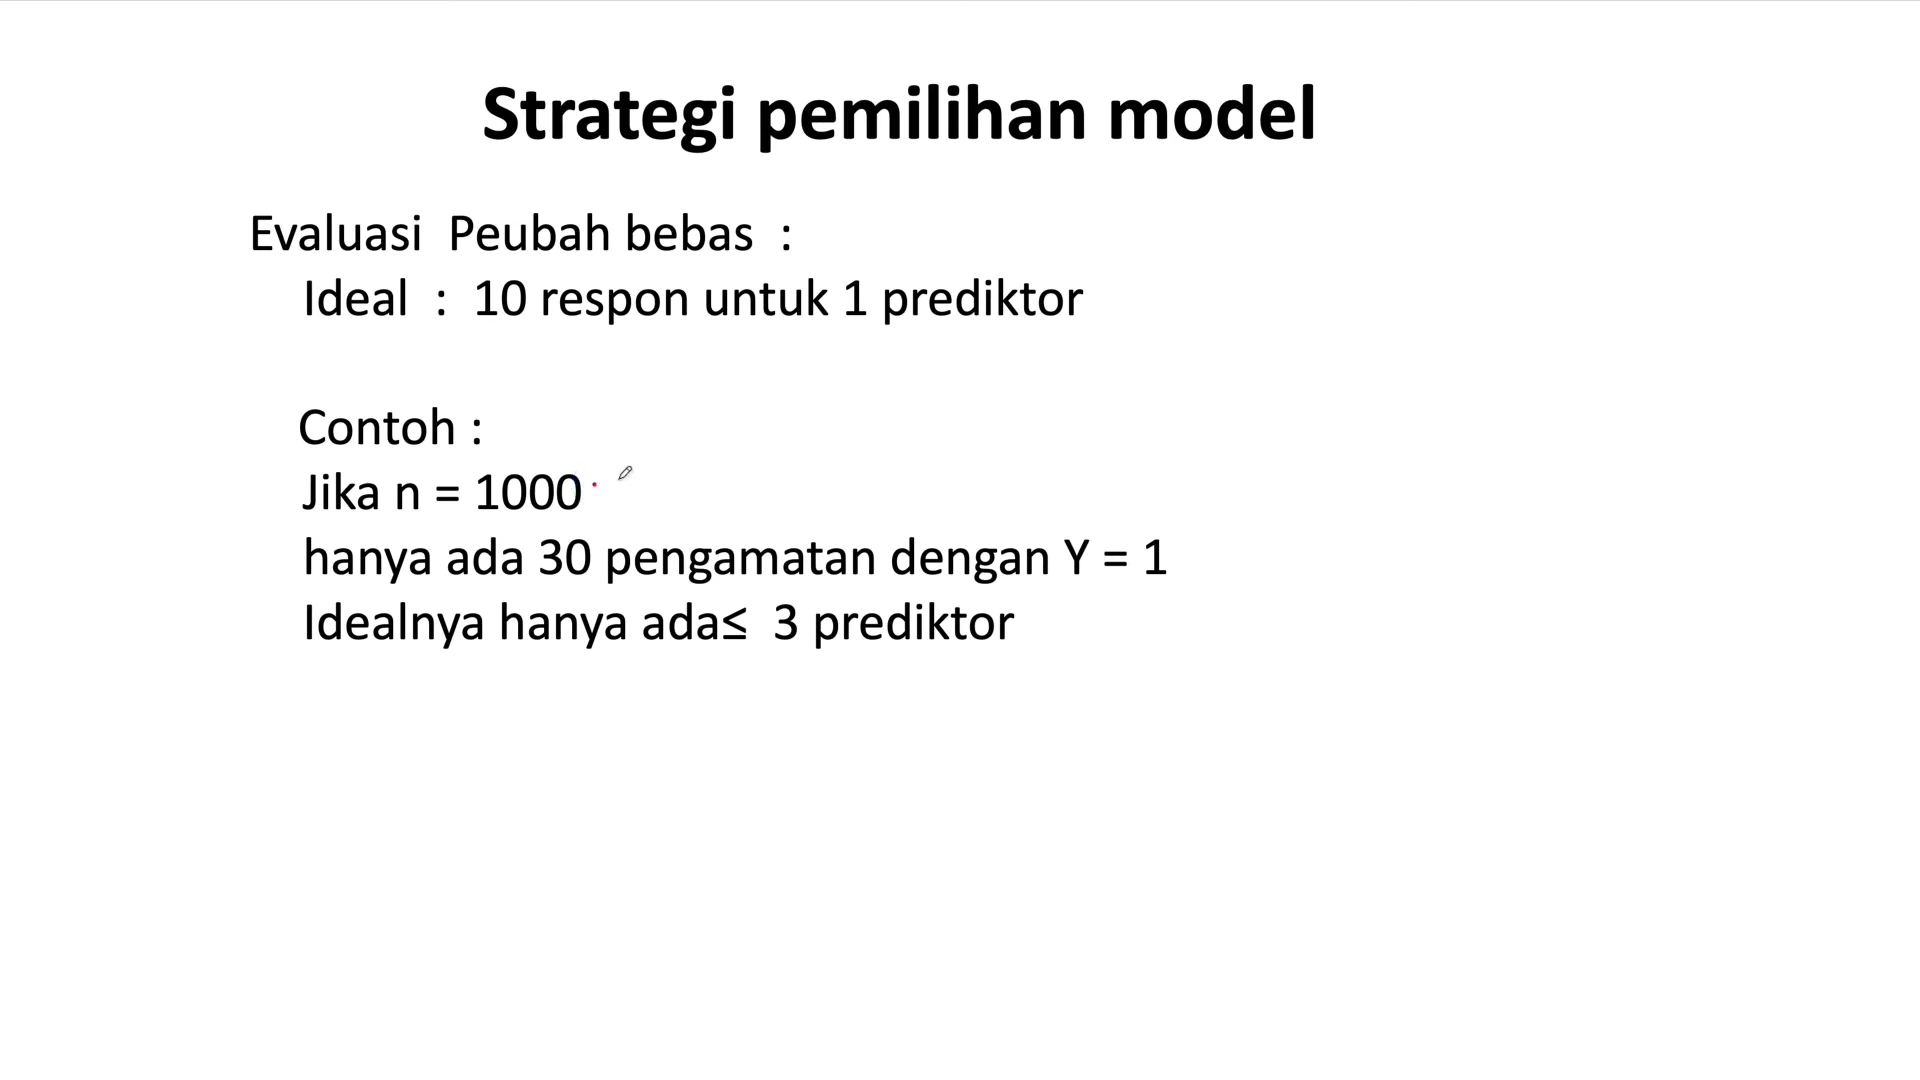 Strategi pemilihan model
Evaluasi Peubah bebas :
Ideal : 10 respon untuk 1 prediktor
Contoh :
Jika n = 1000
hanya ada 30 pengamatan dengan Y = 1
Idealnya hanya ada≤ 3 prediktor